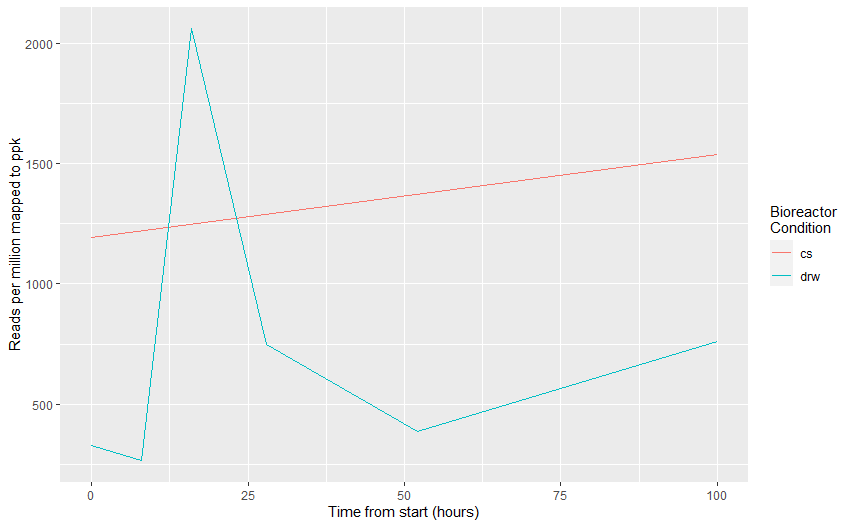 Reads per million mapped to ppk
2000
1500
1000
500
0
25
50
75
100
Time from start (hours)
Bioreactor
Condition
cs
drw